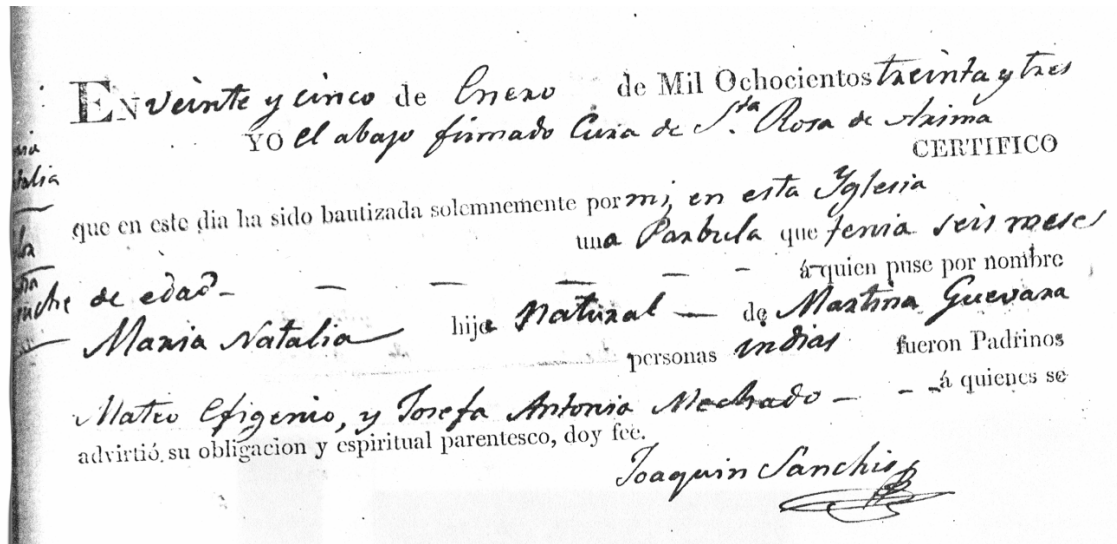 EN veinte y cinco de Enero de Mil Ochocientos treinta y tres
YO el abajo firmado Cura de Sta. Rosa de Arima
CERTIFICO
que en este dia ha sido bautizada solemnemente por mi, en esta Yglesia
una Parbula que tenia seis meses
de edad - á quien puse por nombre
Maria Natalia hija Natural - de Martina Guevara
personas indias fueron Padrinos
Mateo Efigenio, y Josefa Antonia Machado - - á quienes se
advirtió su obligacion y espiritual parentesco, doy fee.
Joaquin Sanchis